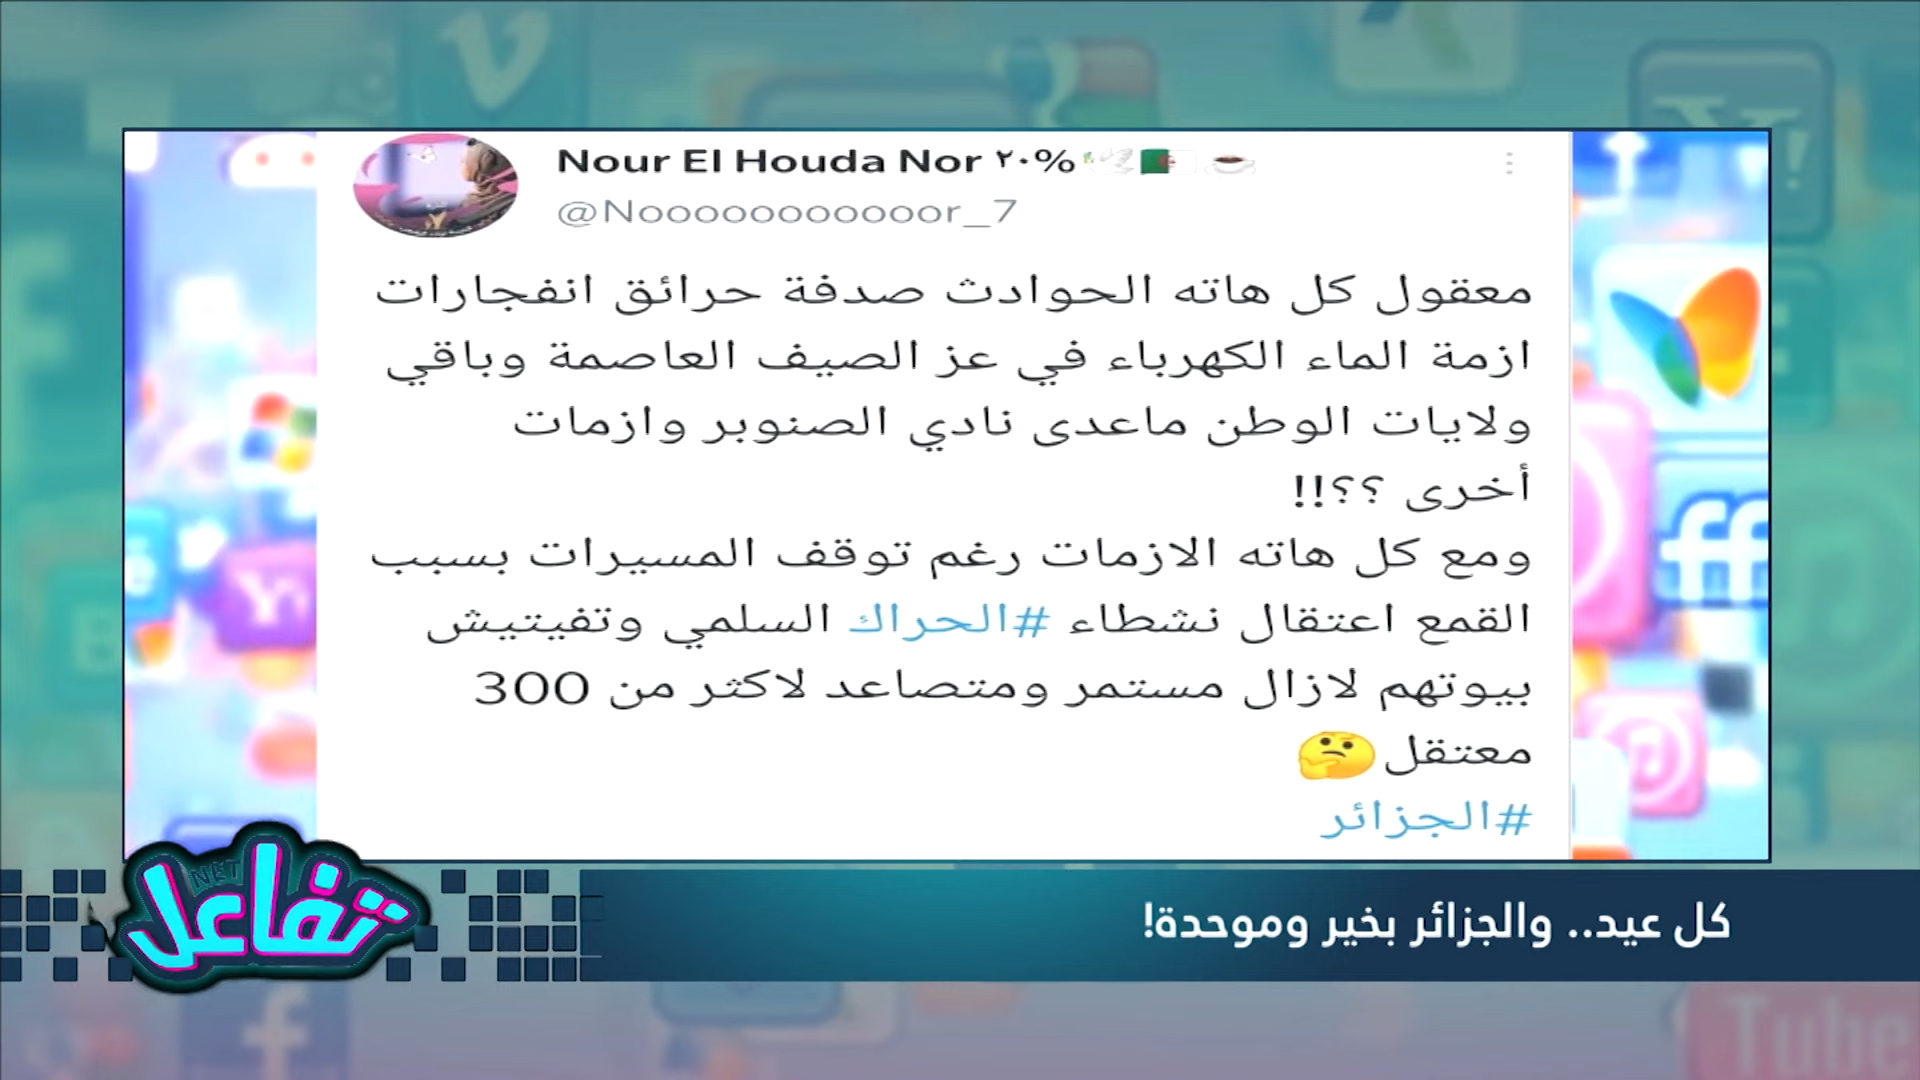 Nour El Houda Nor ٢٠%
@Nooooooooooor_7
معقول كل هاته الحوادث صدفة حرائق انفجارات
ازمة الماء الكهرباء في عز الصيف العاصمة وباقي
ولايات الوطن ماعدى نادي الصنوبر وازمات
أخرى ؟؟!!
ومع كل هاته الازمات رغم توقف المسيرات بسبب
القمع اعتقال نشطاء #الحراك السلمي وتفيتيش
بيوتهم لازال مستمر ومتصاعد لاكثر من 300
معتقل🤔
#الجزائر
تفاعل
NET
كل عيد.. والجزائر بخير وموحدة!
Tube